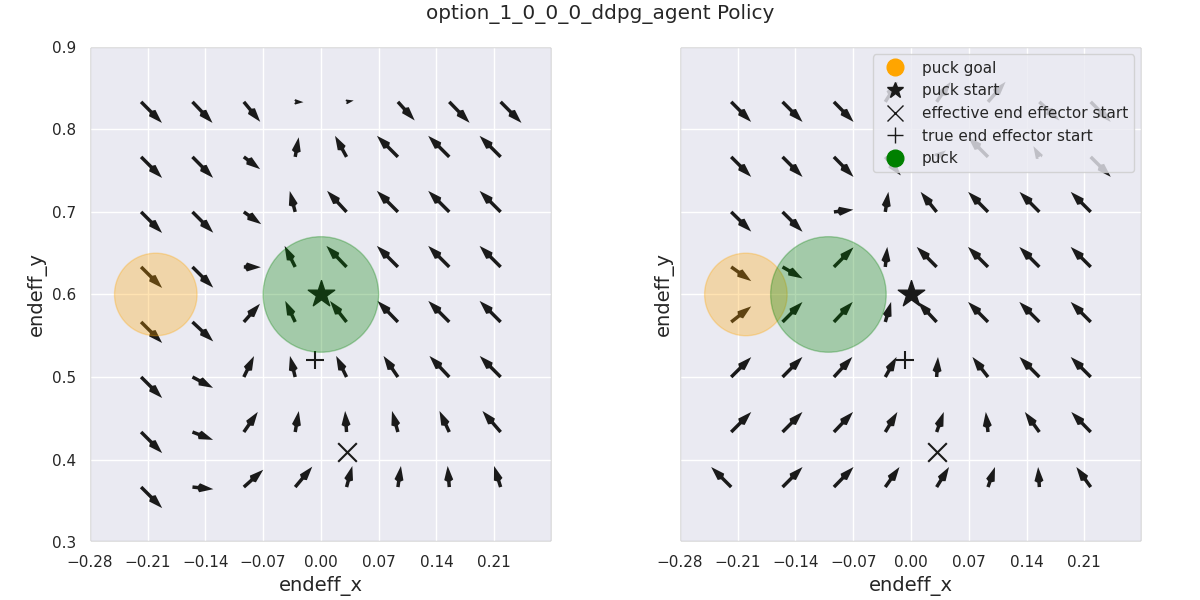 option_1_0_0_0_ddpg_agent Policy
0.9
0.8
0.7
0.6
0.5
0.4
0.3
endeff_y
−0.28 −0.21 −0.14 −0.07 0.00 0.07 0.14 0.21
endeff_x
puck goal
puck start
effective end effector start
true end effector start
puck
endeff_y
−0.28 −0.21 −0.14 −0.07 0.00 0.07 0.14 0.21
endeff_x